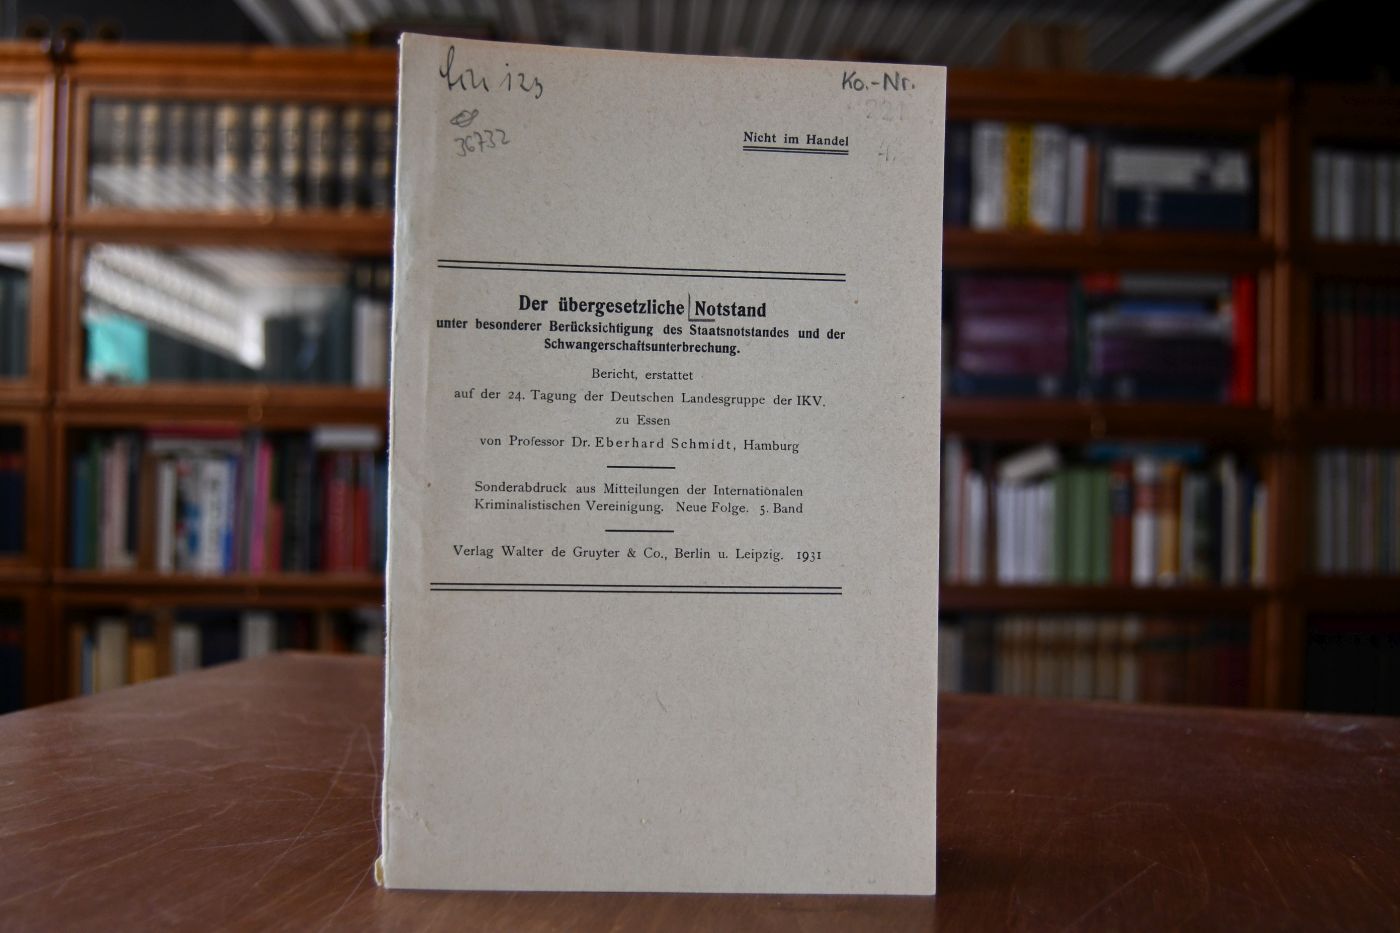 Ko.-Nr.
221
36732
4.
Nicht im Handel
Der übergesetzliche Notstand
unter besonderer Berücksichtigung des Staatsnotstandes und der
Schwangerschaftsunterbrechung.
Bericht, erstattet
auf der 24. Tagung der Deutschen Landesgruppe der IKV.
zu Essen
von Professor Dr. Eberhard Schmidt, Hamburg
Sonderabdruck aus Mitteilungen der Internationalen
Kriminalistischen Vereinigung. Neue Folge. 5. Band
Verlag Walter de Gruyter & Co., Berlin u. Leipzig. 1931